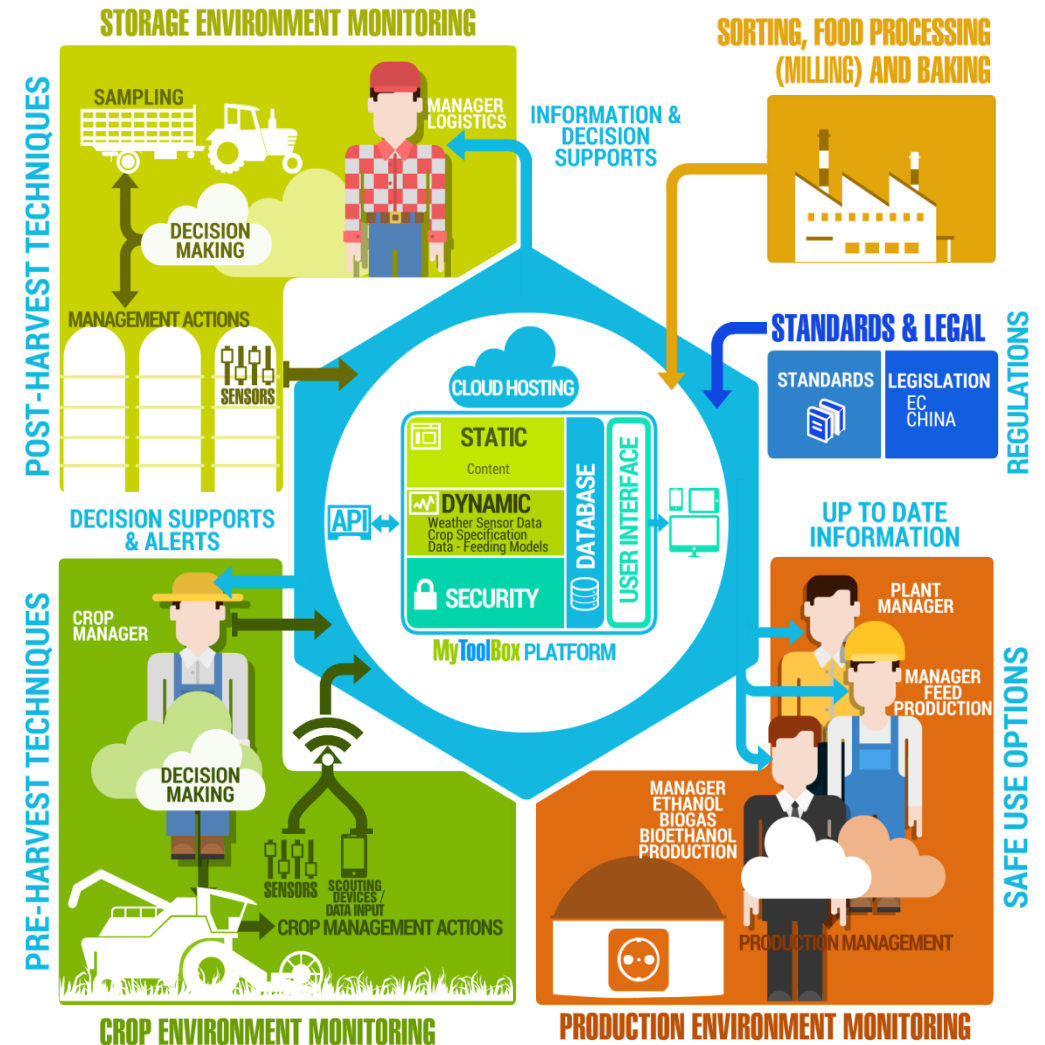 STORAGE ENVIRONMENT MONITORING
SORTING, FOOD PROCESSING
(MILLING) AND BAKING
POST-HARVEST TECHNIQUES
SAMPLING
MANAGER
LOGISTICS
INFORMATION &
DECISION
SUPPORTS
DECISION
MAKING
MANAGEMENT ACTIONS
SENSORS
STANDARDS & LEGAL
STANDARDS
LEGISLATION
EC
CHINA
REGULATIONS
CLOUD HOSTING
STATIC
Content
DYNAMIC
Weather Sensor Data
Crop Specification
Data - Feeding Models
SECURITY
DATABASE
USER INTERFACE
API
MyToolBox PLATFORM
DECISION SUPPORTS
& ALERTS
UP TO DATE
INFORMATION
PRE-HARVEST TECHNIQUES
CROP
MANAGER
DECISION
MAKING
SENSORS
SCOUTING
DEVICES /
DATA INPUT
CROP MANAGEMENT ACTIONS
CROP ENVIRONMENT MONITORING
PLANT
MANAGER
MANAGER
FEED
PRODUCTION
MANAGER
ETHANOL
BIOGAS
BIOETHANOL
PRODUCTION
PRODUCTION MANAGEMENT
SAFE USE OPTIONS
PRODUCTION ENVIRONMENT MONITORING